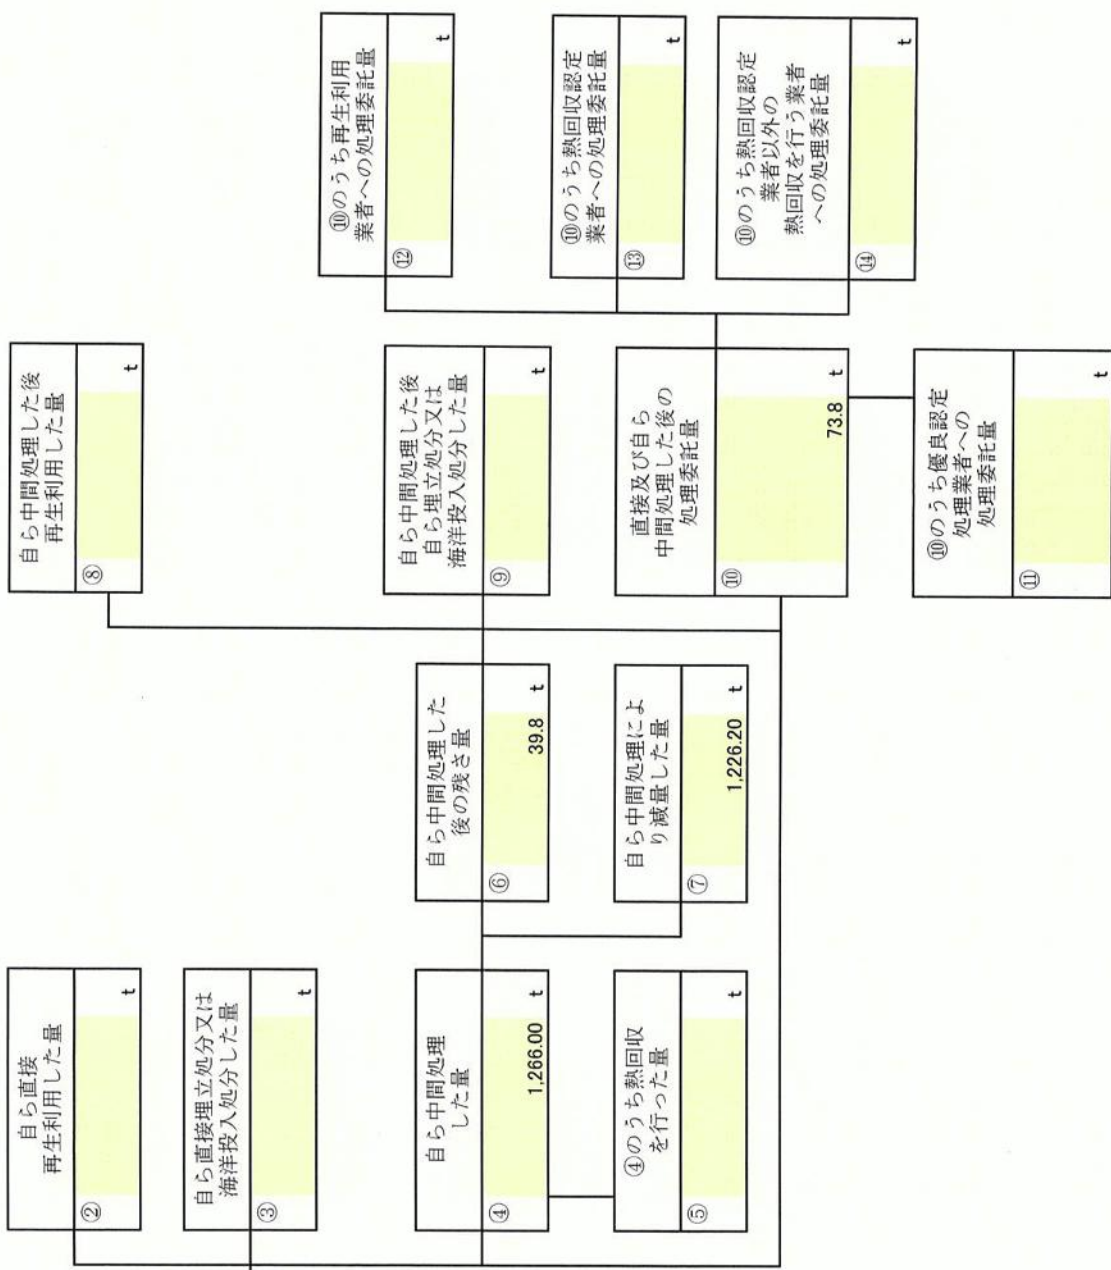 自ら直接
再生利用した量
② t
自ら直接埋立処分又は
海洋投入処分した量
③ t
自ら中間処理
した量
④ 1,266.00 t
④のうち熱回収
を行った量
⑤ t
自ら中間処理した
後の残さ量
⑥ 39.8 t
自ら中間処理によ
り減量した量
⑦ 1,226.20 t
自ら中間処理した後
再生利用した量
⑧ t
自ら中間処理した後
自ら埋立処分又は
海洋投入処分した量
⑨ t
直接及び自ら
中間処理した後の
処理委託量
⑩ 73.8 t
⑩のうち優良認定
処理業者への
処理委託量
⑪ t
⑩のうち再生利用
業者への処理委託量
⑫ t
⑩のうち熱回収認定
業者への処理委託量
⑬ t
⑩のうち熱回収認定
業者以外の
熱回収を行う業者
への処理委託量
⑭ t